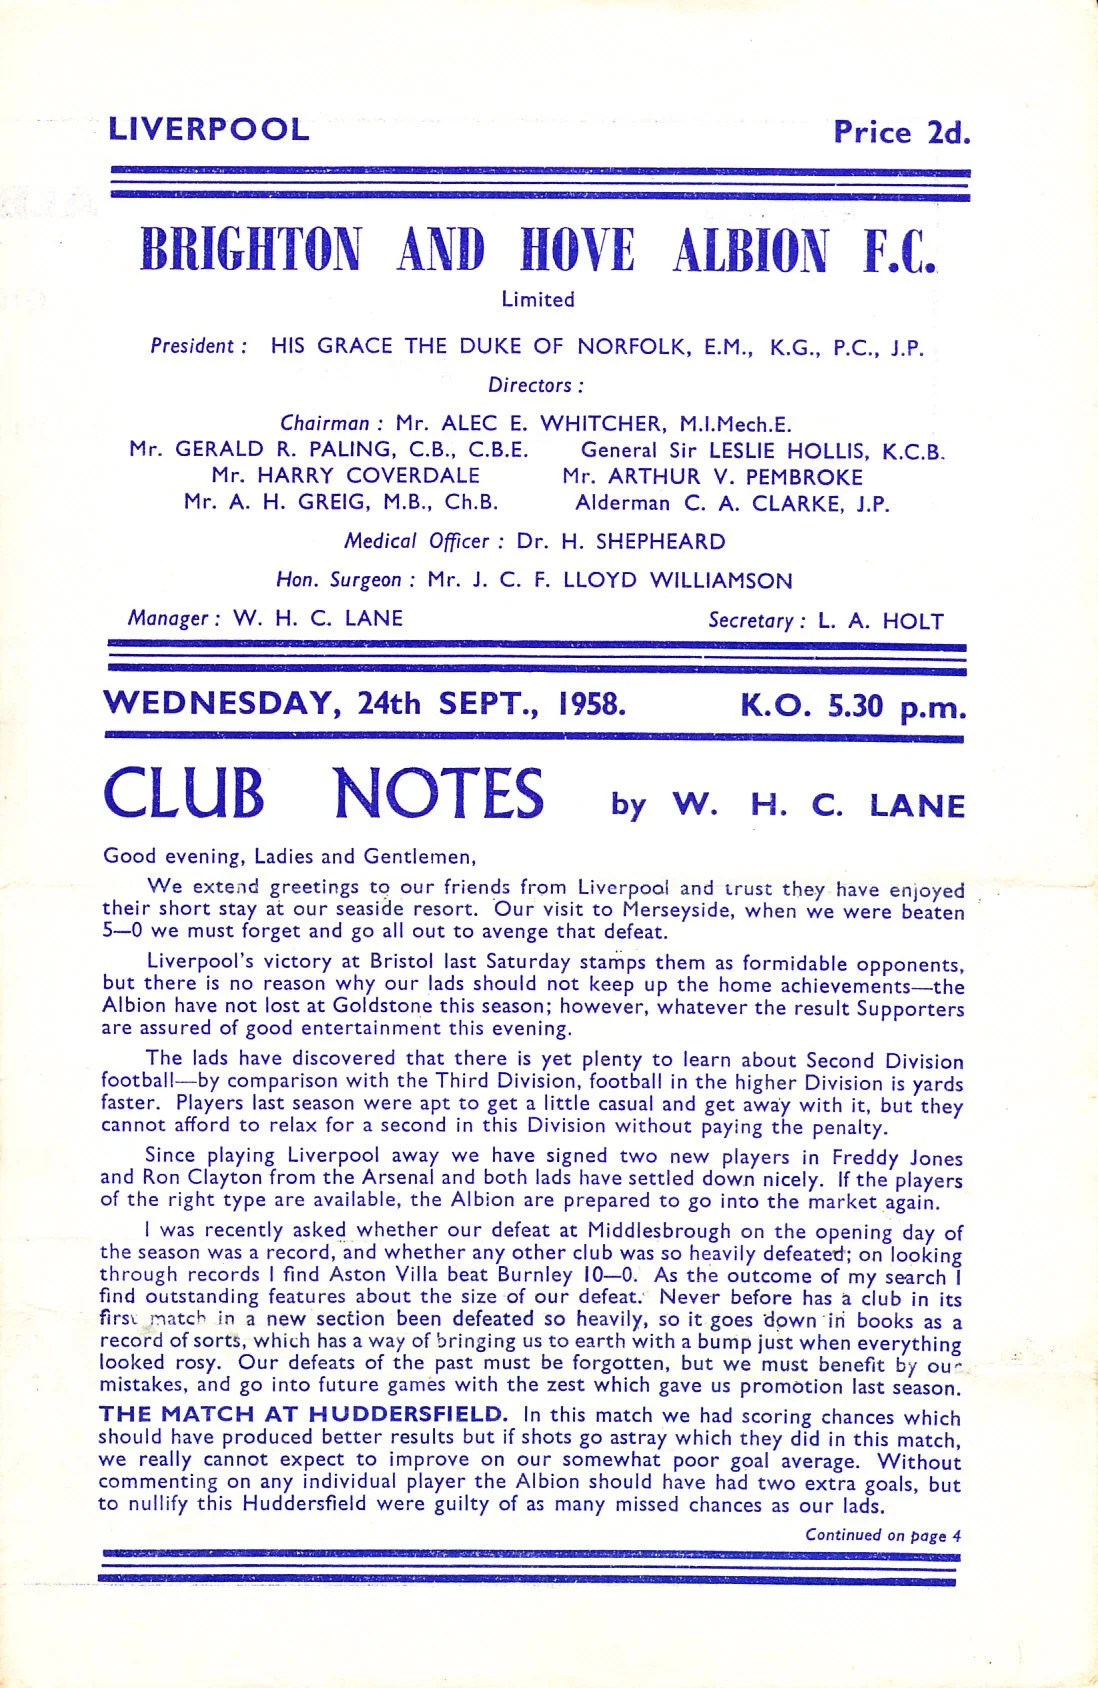 LIVERPOOL Price 2d.
BRIGHTON AND HOVE ALBION F.C.
Limited
President : HIS GRACE THE DUKE OF NORFOLK, E.M., K.G., P.C., J.P.
Directors :
Chairman : Mr. ALEC E. WHITCHER, M.I.Mech.E.
Mr. GERALD R. PALING, C.B., C.B.E. General Sir LESLIE HOLLIS, K.C.B.
Mr. HARRY COVERDALE Mr. ARTHUR V. PEMBROKE
Mr. A. H. GREIG, M.B., Ch.B. Alderman C. A. CLARKE, J.P.
Medical Officer : Dr. H. SHEPHEARD
Hon. Surgeon : Mr. J. C. F. LLOYD WILLIAMSON
Manager : W. H. C. LANE Secretary : L. A. HOLT
WEDNESDAY, 24th SEPT., 1958. K.O. 5.30 p.m.
CLUB NOTES by W. H. C. LANE
Good evening, Ladies and Gentlemen,
We extend greetings to our friends from Liverpool and trust they have enjoyed
their short stay at our seaside resort. Our visit to Merseyside, when we were beaten
5—0 we must forget and go all out to avenge that defeat.
Liverpool's victory at Bristol last Saturday stamps them as formidable opponents,
but there is no reason why our lads should not keep up the home achievements—the
Albion have not lost at Goldstone this season; however, whatever the result Supporters
are assured of good entertainment this evening.
The lads have discovered that there is yet plenty to learn about Second Division
football—by comparison with the Third Division, football in the higher Division is yards
faster. Players last season were apt to get a little casual and get away with it, but they
cannot afford to relax for a second in this Division without paying the penalty.
Since playing Liverpool away we have signed two new players in Freddy Jones
and Ron Clayton from the Arsenal and both lads have settled down nicely. If the players
of the right type are available, the Albion are prepared to go into the market again.
I was recently asked whether our defeat at Middlesbrough on the opening day of
the season was a record, and whether any other club was so heavily defeated; on looking
through records I find Aston Villa beat Burnley 10—0. As the outcome of my search I
find outstanding features about the size of our defeat. Never before has a club in its
first match in a new section been defeated so heavily, so it goes down in books as a
record of sorts, which has a way of bringing us to earth with a bump just when everything
looked rosy. Our defeats of the past must be forgotten, but we must benefit by our
mistakes, and go into future games with the zest which gave us promotion last season.
THE MATCH AT HUDDERSFIELD. In this match we had scoring chances which
should have produced better results but if shots go astray which they did in this match,
we really cannot expect to improve on our somewhat poor goal average. Without
commenting on any individual player the Albion should have had two extra goals, but
to nullify this Huddersfield were guilty of as many missed chances as our lads.
Continued on page 4